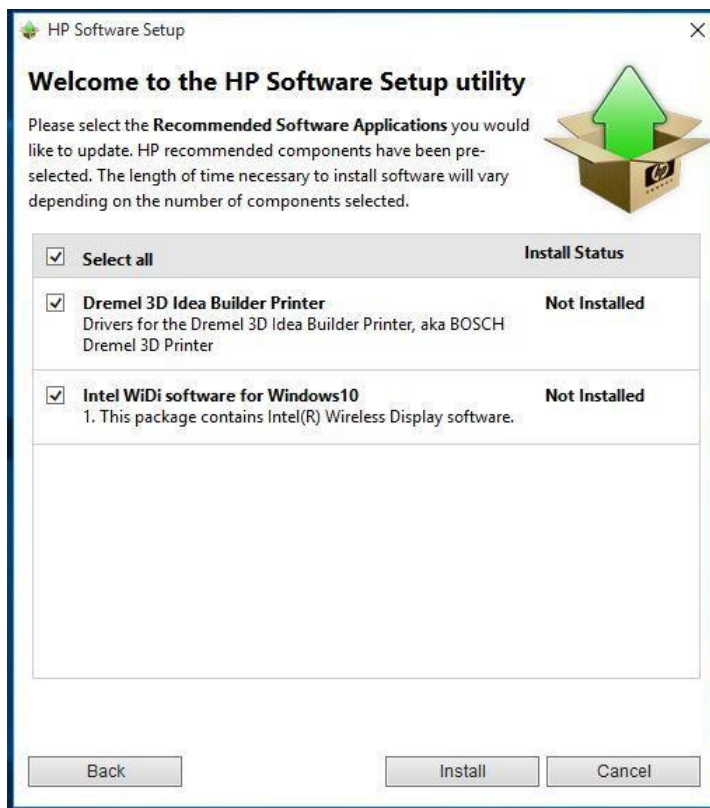 HP Software Setup
Welcome to the HP Software Setup utility
Please select the Recommended Software Applications you would
like to update. HP recommended components have been pre-
selected. The length of time necessary to install software will vary
depending on the number of components selected.
hp
Select all
Install Status
Dremel 3D Idea Builder Printer
Not Installed
Drivers for the Dremel 3D Idea Builder Printer, aka BOSCH
Dremel 3D Printer
Intel WiDi software for Windows10
Not Installed
1. This package contains Intel(R) Wireless Display software.
Back
Install
Cancel